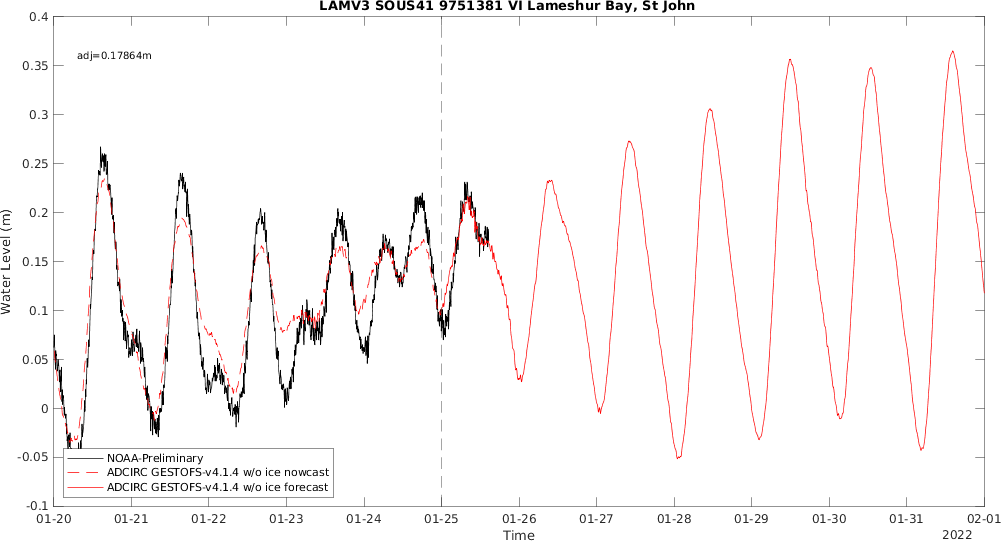 LAMV3 SOUS41 9751381 VI Lameshur Bay, St John
adj=0.17864m
Water Level (m)
0.4
0.35
0.3
0.25
0.2
0.15
0.1
0.05
0
-0.05
-0.1
NOAA-Preliminary
ADCIRC GESTOFS-v4.1.4 w/o ice nowcast
ADCIRC GESTOFS-v4.1.4 w/o ice forecast
01-20 01-21 01-22 01-23 01-24 01-25 01-26 01-27 01-28 01-29 01-30 01-31 02-01
Time
2022